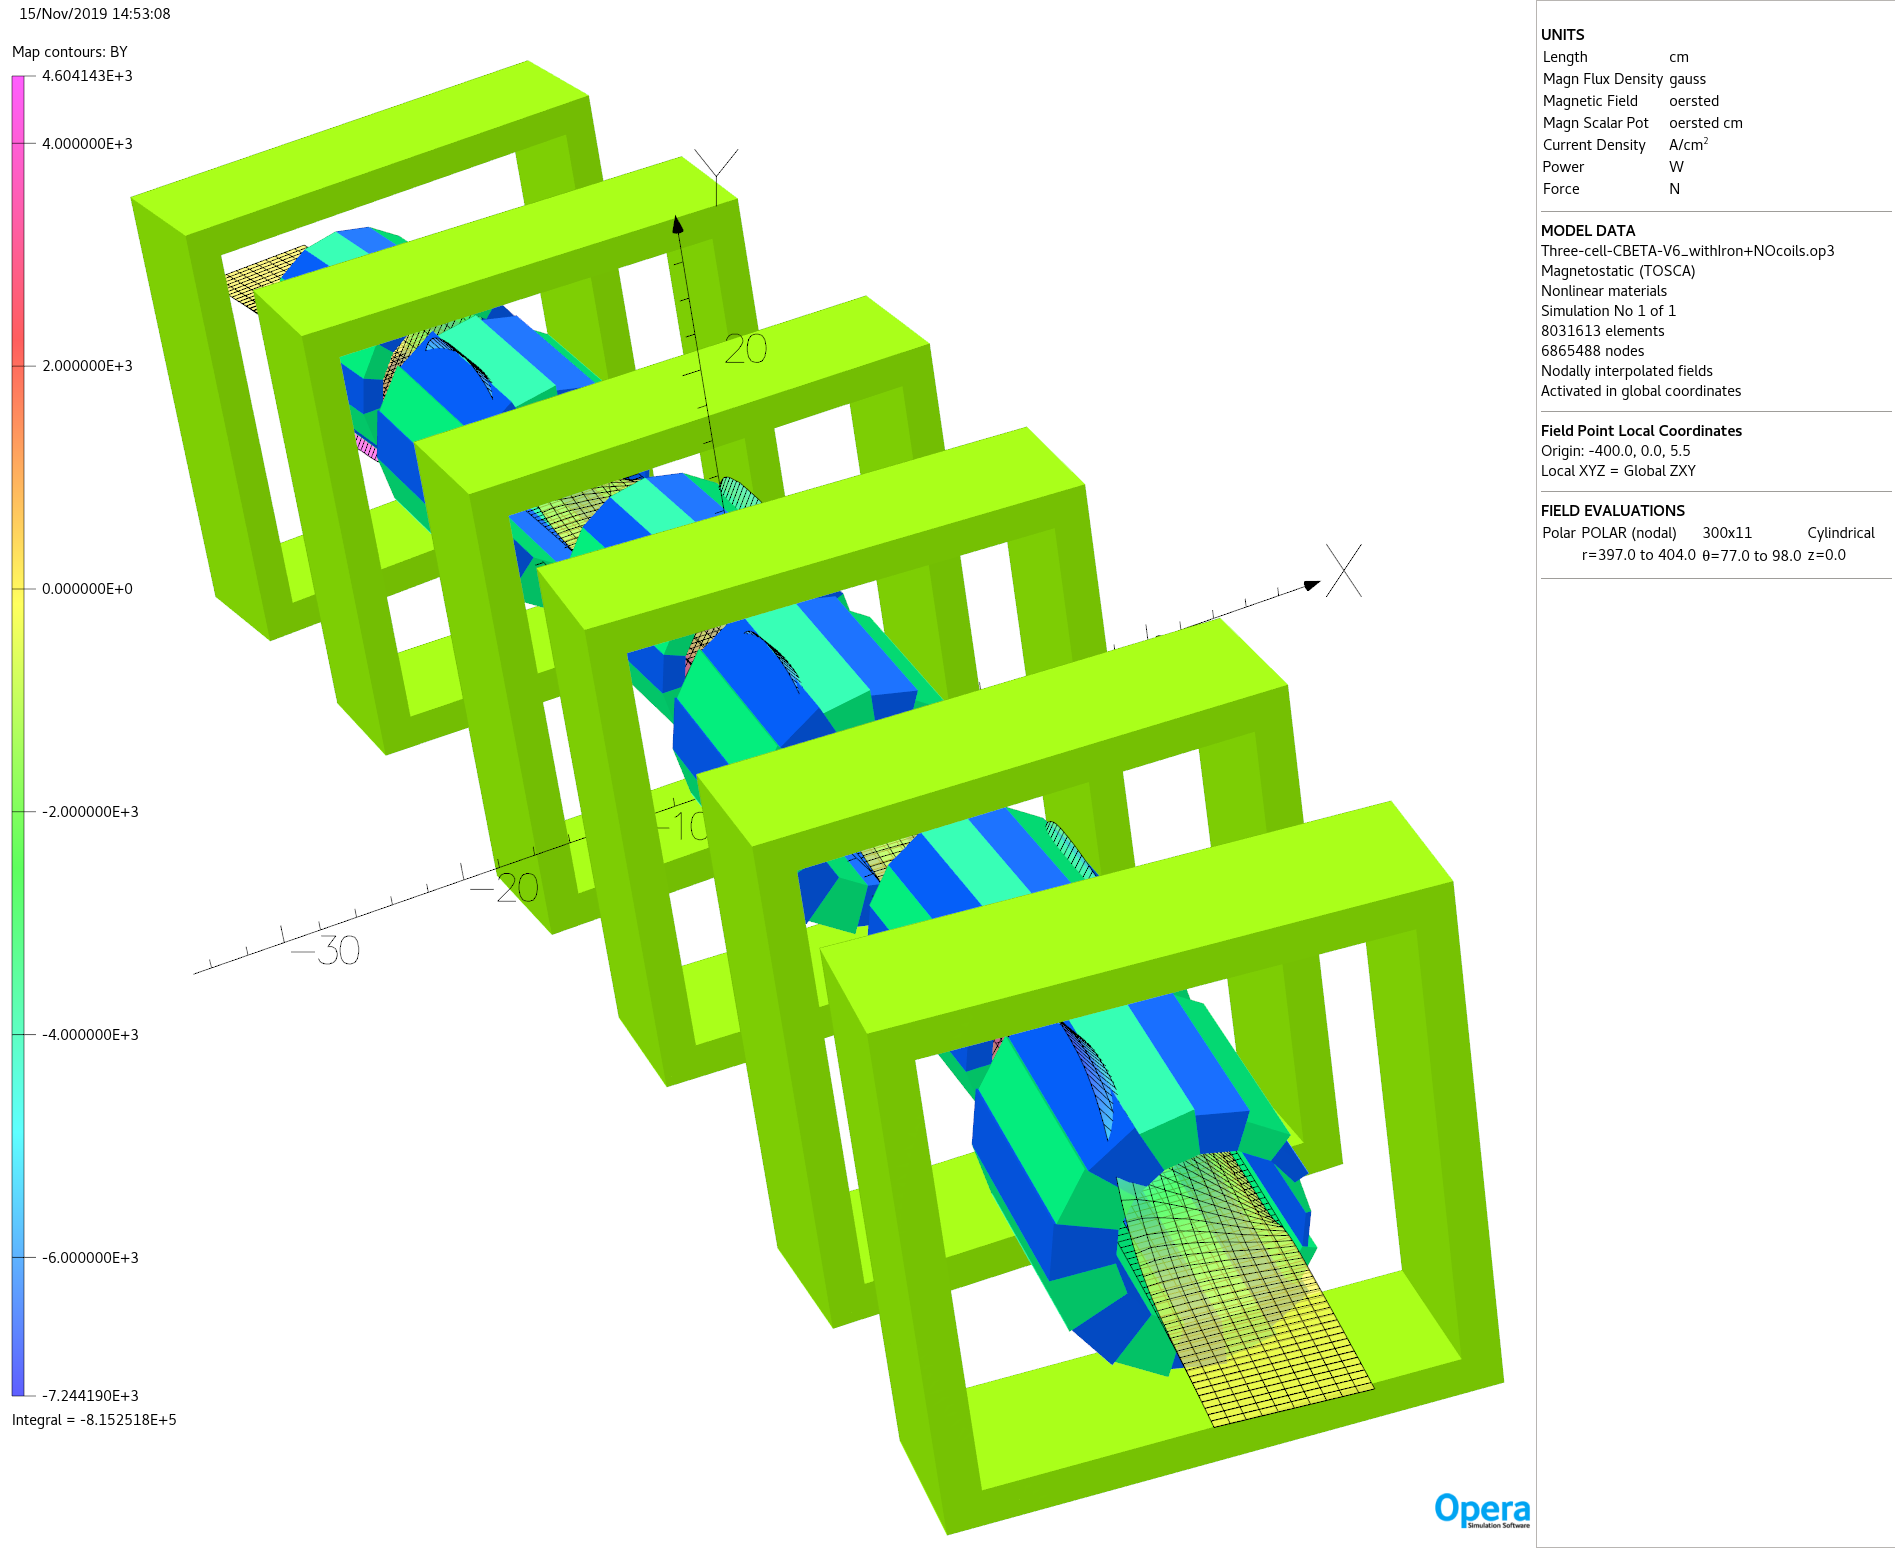 15/Nov/2019 14:53:08
Map contours: BY
4.604143E+3
4.000000E+3
2.000000E+3
0.000000E+0
-2.000000E+3
-4.000000E+3
-6.000000E+3
-7.244190E+3
Integral = -8.152518E+5
Y
20
X
-10
-20
-30
UNITS
Length cm
Magn Flux Density gauss
Magnetic Field oersted
Magn Scalar Pot oersted cm
Current Density A/cm²
Power W
Force N
MODEL DATA
Three-cell-CBETA-V6_withIron+NOcoils.op3
Magnetostatic (TOSCA)
Nonlinear materials
Simulation No 1 of 1
8031613 elements
6865488 nodes
Nodally interpolated fields
Activated in global coordinates
Field Point Local Coordinates
Origin: -400.0, 0.0, 5.5
Local XYZ = Global ZXY
FIELD EVALUATIONS
Polar POLAR (nodal) 300x11 Cylindrical
r=397.0 to 404.0 θ=77.0 to 98.0 z=0.0
Opera
Simulation Software